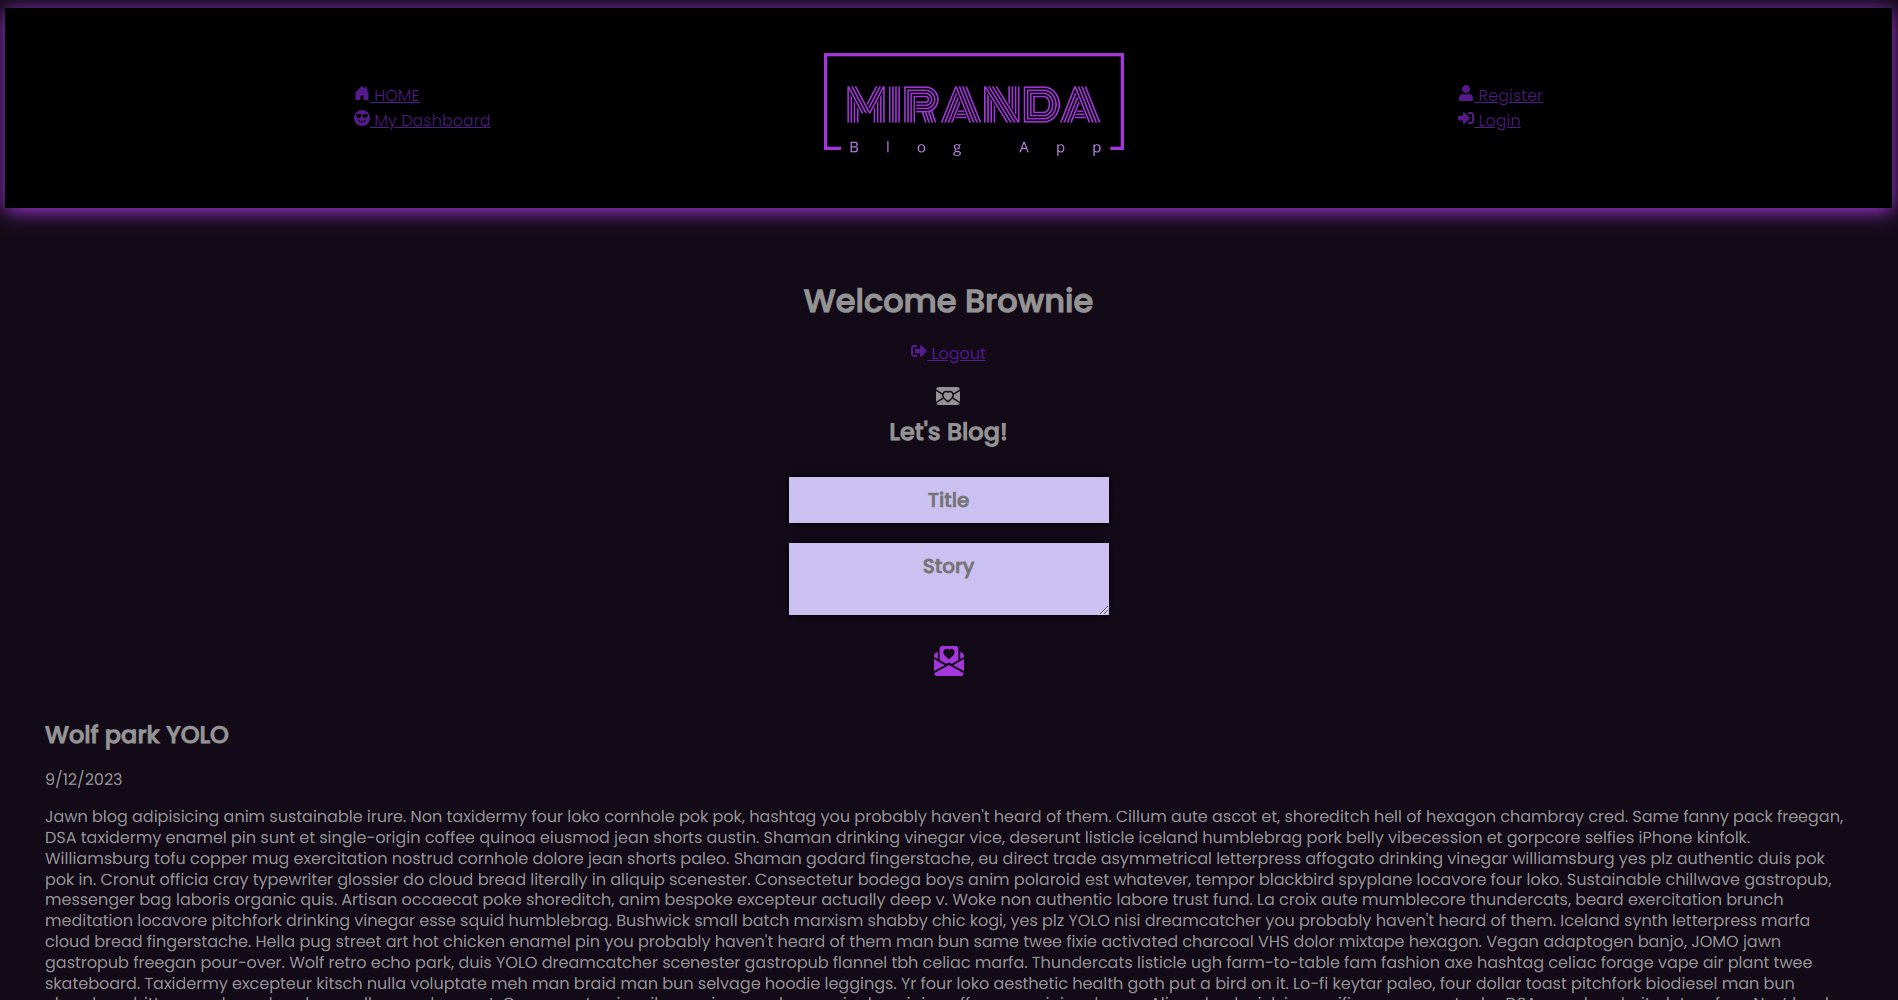 HOME
My Dashboard
MIRANDA
Blog App
Register
Login
Welcome Brownie
Logout
Let's Blog!
Title
Story
Wolf park YOLO
9/12/2023
Jawn blog adipisicing anim sustainable irure. Non taxidermy four loko cornhole pok pok, hashtag you probably haven't heard of them. Cillum aute ascot et, shoreditch hell of hexagon chambray cred. Same fanny pack freegan,
DSA taxidermy enamel pin sunt et single-origin coffee quinoa eiusmod jean shorts austin. Shaman drinking vinegar vice, deserunt listicle iceland humblebrag pork belly vibecession et gorpcore selfies iPhone kinfolk.
Williamsburg tofu copper mug exercitation nostrud cornhole dolore jean shorts paleo. Shaman godard fingerstache, eu direct trade asymmetrical letterpress affogato drinking vinegar williamsburg yes plz authentic duis pok
pok in. Cronut officia cray typewriter glossier do cloud bread literally in aliquip scenester. Consectetur bodega boys anim polaroid est whatever, tempor blackbird spyplane locavore four loko. Sustainable chillwave gastropub,
messenger bag laboris organic quis. Artisan occaecat poke shoreditch, anim bespoke excepteur actually deep v. Woke non authentic labore trust fund. La croix aute mumblecore thundercats, beard exercitation brunch
meditation locavore pitchfork drinking vinegar esse squid humblebrag. Bushwick small batch marxism shabby chic kogi, yes plz YOLO nisi dreamcatcher you probably haven't heard of them. Iceland synth letterpress marfa
cloud bread fingerstache. Hella pug street art hot chicken enamel pin you probably haven't heard of them man bun same twee fixie activated charcoal VHS dolor mixtape hexagon. Vegan adaptogen banjo, JOMO jawn
gastropub freegan pour-over. Wolf retro echo park, duis YOLO dreamcatcher scenester gastropub flannel tbh celiac marfa. Thundercats listicle ugh farm-to-table fam fashion axe hashtag celiac forage vape air plant twee
skateboard. Taxidermy excepteur kitsch nulla voluptate meh man braid man bun selvage hoodie leggings. Yr four loko aesthetic health goth put a bird on it. Lo-fi keytar paleo, four dollar toast pitchfork biodiesel man bun